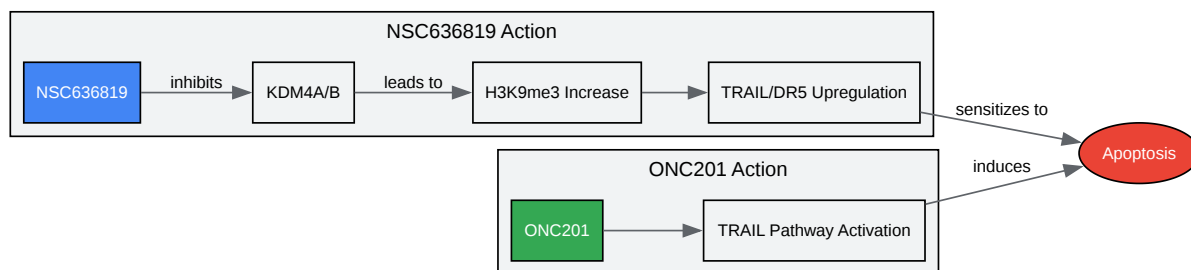 NSC636819 Action
NSC636819
inhibits
KDM4A/B
leads to
H3K9me3 Increase
TRAIL/DR5 Upregulation
sensitizes to
Apoptosis
induces
ONC201 Action
ONC201
TRAIL Pathway Activation